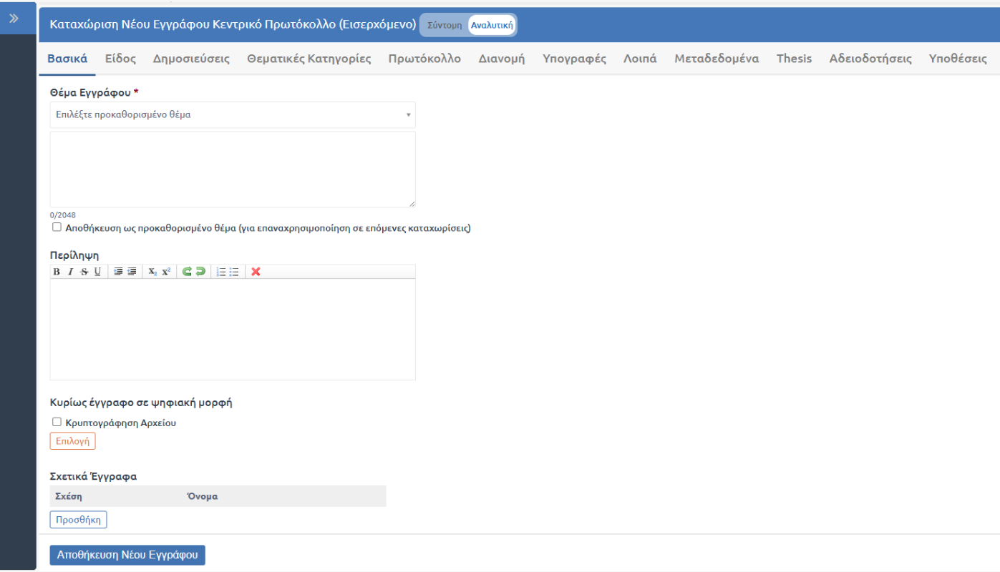 Καταχώριση Νέου Εγγράφου Κεντρικό Πρωτόκολλο (Εισερχόμενο) Σύντομη Αναλυτική
Βασικά Είδος Δημοσιεύσεις Θεματικές Κατηγορίες Πρωτόκολλο Διανομή Υπογραφές Λοιπά Μεταδεδομένα Thesis Αδειοδοτήσεις Υποθέσεις
Θέμα Εγγράφου *
Επιλέξτε προκαθορισμένο θέμα
0/2048
Αποθήκευση ως προκαθορισμένο θέμα (για επαναχρησιμοποίηση σε επόμενες καταχωρίσεις)
Περίληψη
B I S U X₂ X²
Κυρίως έγγραφο σε ψηφιακή μορφή
Κρυπτογράφηση Αρχείου
Επιλογή
Σχετικά Έγγραφα
Σχέση Όνομα
Προσθήκη
Αποθήκευση Νέου Εγγράφου